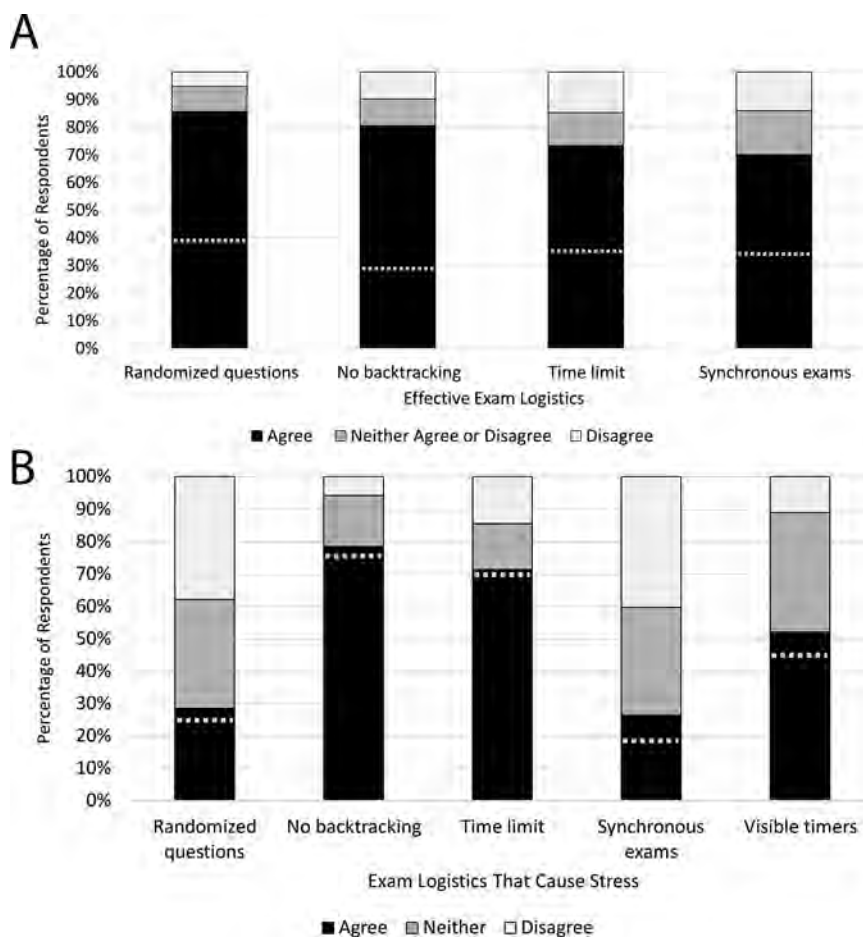 A
100%
90%
80%
70%
60%
50%
40%
30%
20%
10%
0%
Percentage of Respondents
Randomized questions No backtracking Time limit Synchronous exams
Effective Exam Logistics
Agree Neither Agree or Disagree Disagree
B
100%
90%
80%
70%
60%
50%
40%
30%
20%
10%
0%
Percentage of Respondents
Randomized questions No backtracking Time limit Synchronous exams Visible timers
Exam Logistics That Cause Stress
Agree Neither Disagree